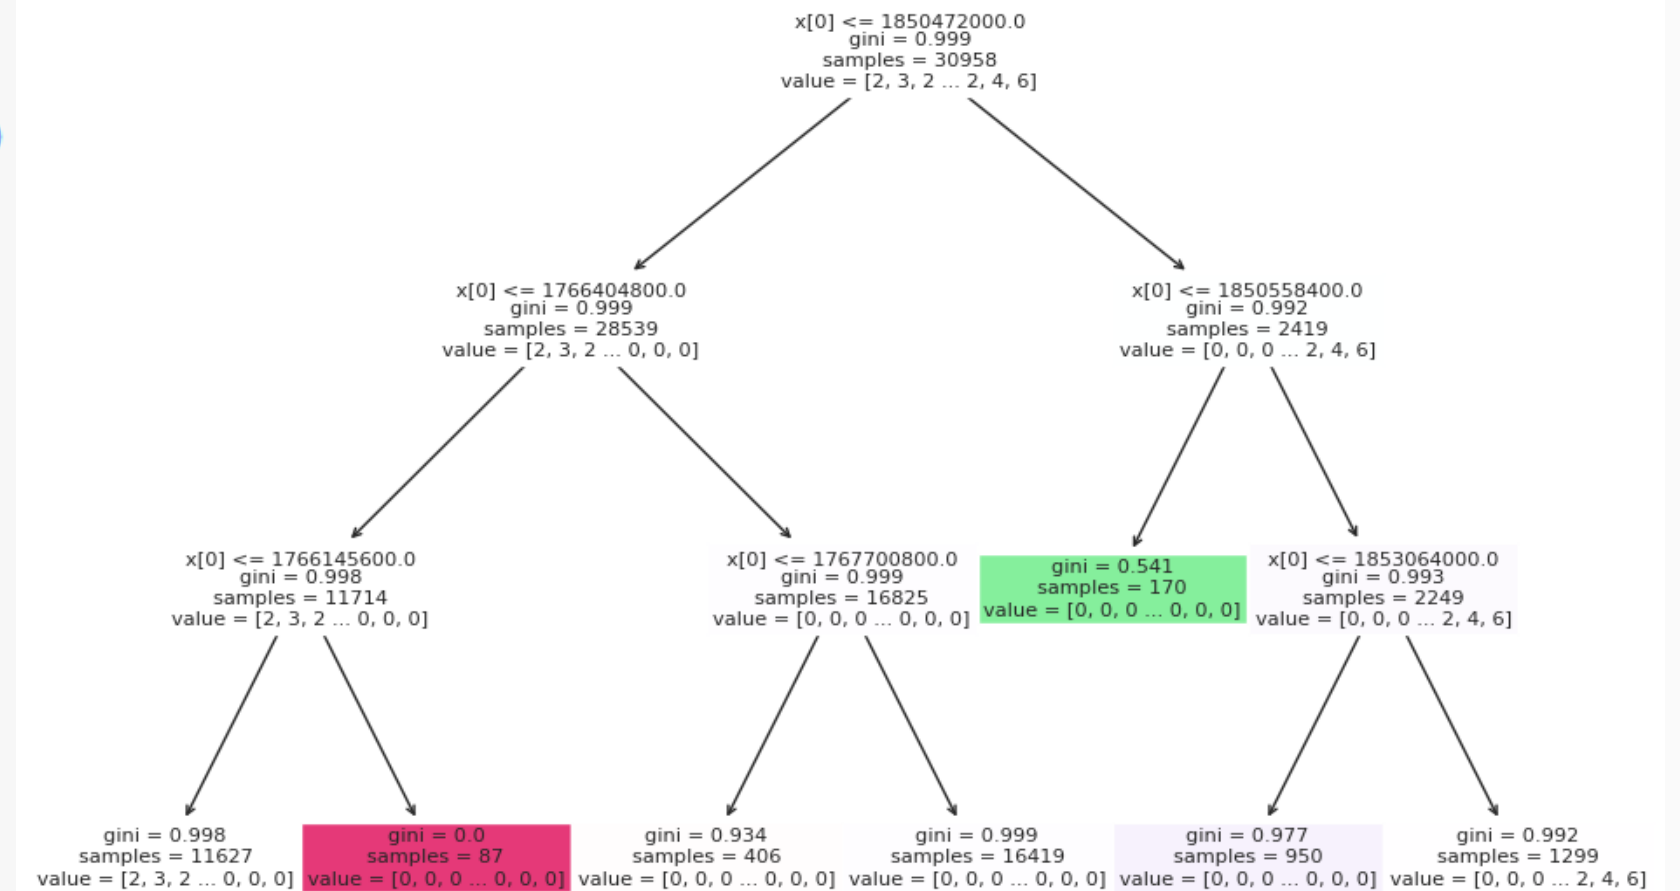 x[0] <= 1850472000.0
gini = 0.999
samples = 30958
value = [2, 3, 2 ... 2, 4, 6]
x[0] <= 1766404800.0
gini = 0.999
samples = 28539
value = [2, 3, 2 ... 0, 0, 0]
x[0] <= 1850558400.0
gini = 0.992
samples = 2419
value = [0, 0, 0 ... 2, 4, 6]
x[0] <= 1766145600.0
gini = 0.998
samples = 11714
value = [2, 3, 2 ... 0, 0, 0]
x[0] <= 1767700800.0
gini = 0.999
samples = 16825
value = [0, 0, 0 ... 0, 0, 0]
gini = 0.541
samples = 170
value = [0, 0, 0 ... 0, 0, 0]
x[0] <= 1853064000.0
gini = 0.993
samples = 2249
value = [0, 0, 0 ... 2, 4, 6]
gini = 0.998
samples = 11627
value = [2, 3, 2 ... 0, 0, 0]
gini = 0.0
samples = 87
value = [0, 0, 0 ... 0, 0, 0]
gini = 0.934
samples = 406
value = [0, 0, 0 ... 0, 0, 0]
gini = 0.999
samples = 16419
value = [0, 0, 0 ... 0, 0, 0]
gini = 0.977
samples = 950
value = [0, 0, 0 ... 0, 0, 0]
gini = 0.992
samples = 1299
value = [0, 0, 0 ... 2, 4, 6]